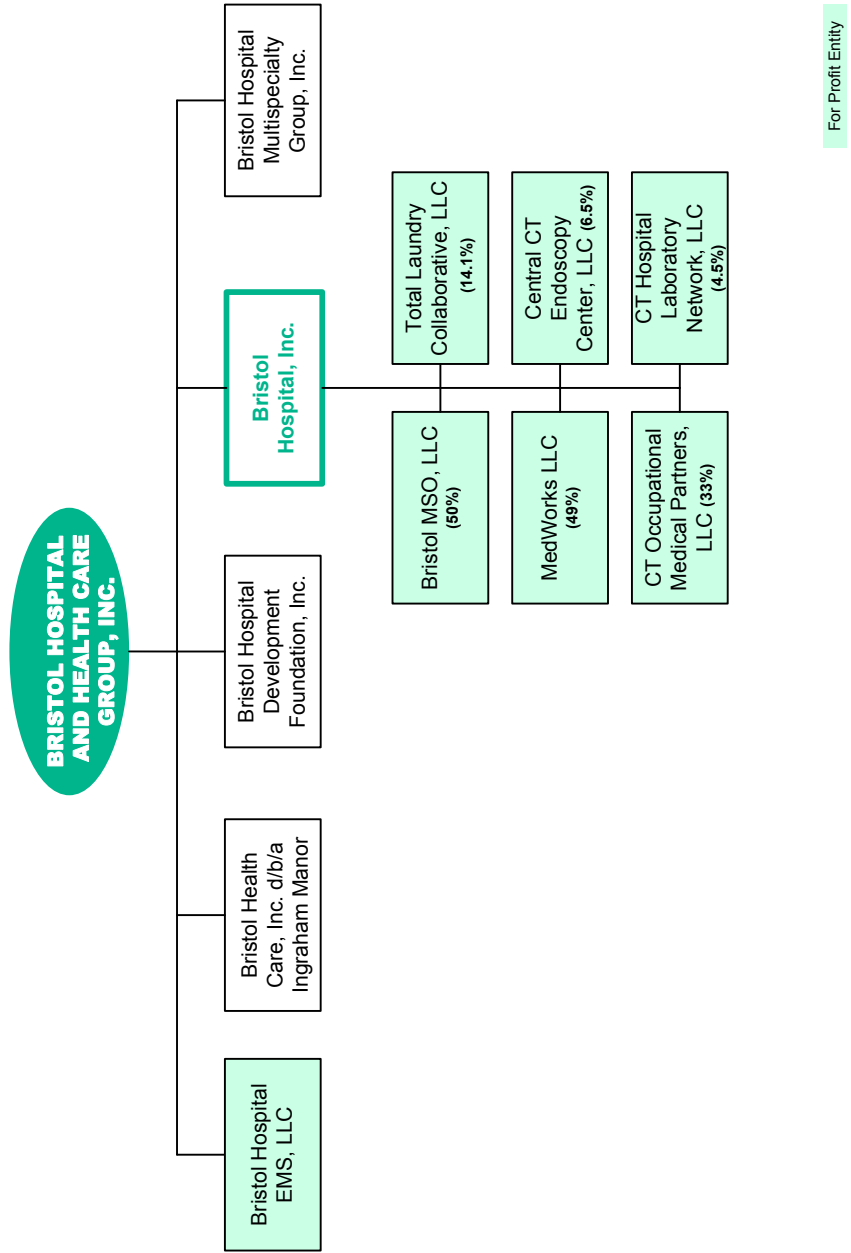 BRISTOL HOSPITAL
AND HEALTH CARE
GROUP, INC.
Bristol Hospital
EMS, LLC
Bristol Health
Care, Inc. d/b/a
Ingraham Manor
Bristol Hospital
Development
Foundation, Inc.
Bristol
Hospital, Inc.
Bristol Hospital
Multispecialty
Group, Inc.
Bristol MSO, LLC
(50%)
Total Laundry
Collaborative, LLC
(14.1%)
MedWorks LLC
(49%)
Central CT
Endoscopy
Center, LLC (6.5%)
CT Occupational
Medical Partners,
LLC (33%)
CT Hospital
Laboratory
Network, LLC
(4.5%)
For Profit Entity